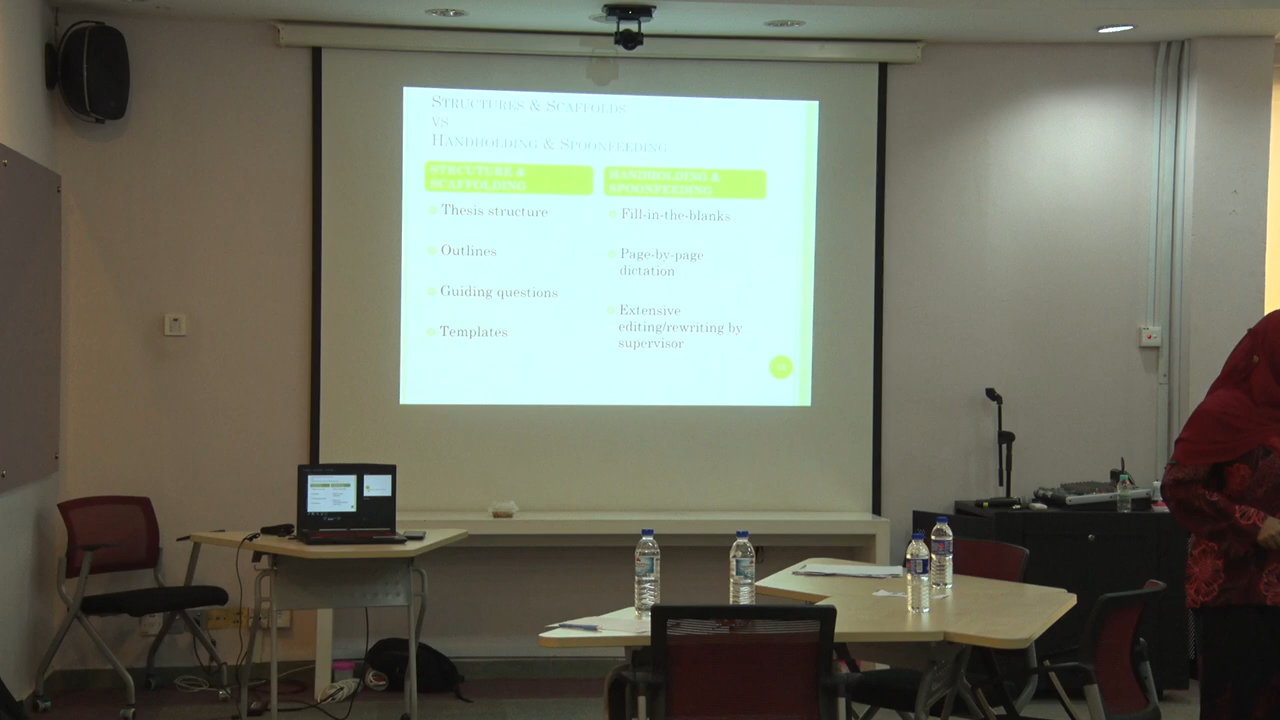 STRUCTURES & SCAFFOLDS
VS
HANDHOLDING & SPOONFEEDING
STRCUTURE &
SCAFFOLDING
Thesis structure
Outlines
Guiding questions
Templates
HANDHOLDING &
SPOONFEEDING
Fill-in-the-blanks
Page-by-page
dictation
Extensive
editing/rewriting by
supervisor